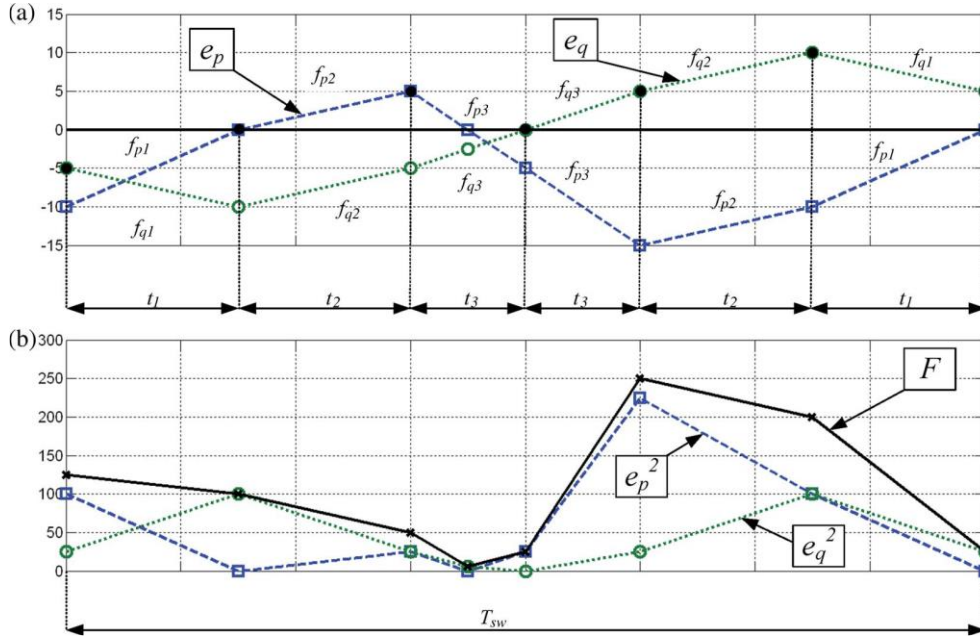 (a)
15
10
5
0
-5
-10
-15
e_p
e_q
f_p1
f_p2
f_p3
f_q3
f_q2
f_q1
f_q1
f_q2
f_q3
f_p3
f_p2
f_p1
t_1
t_2
t_3
t_3
t_2
t_1
(b)
300
250
200
150
100
50
0
F
e_p^2
e_q^2
T_sw